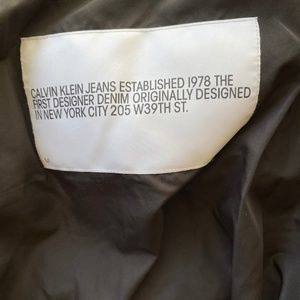 CALVIN KLEIN JEANS ESTABLISHED 1978 THE
FIRST DESIGNER DENIM ORIGINALLY DESIGNED
IN NEW YORK CITY 205 W39TH ST.